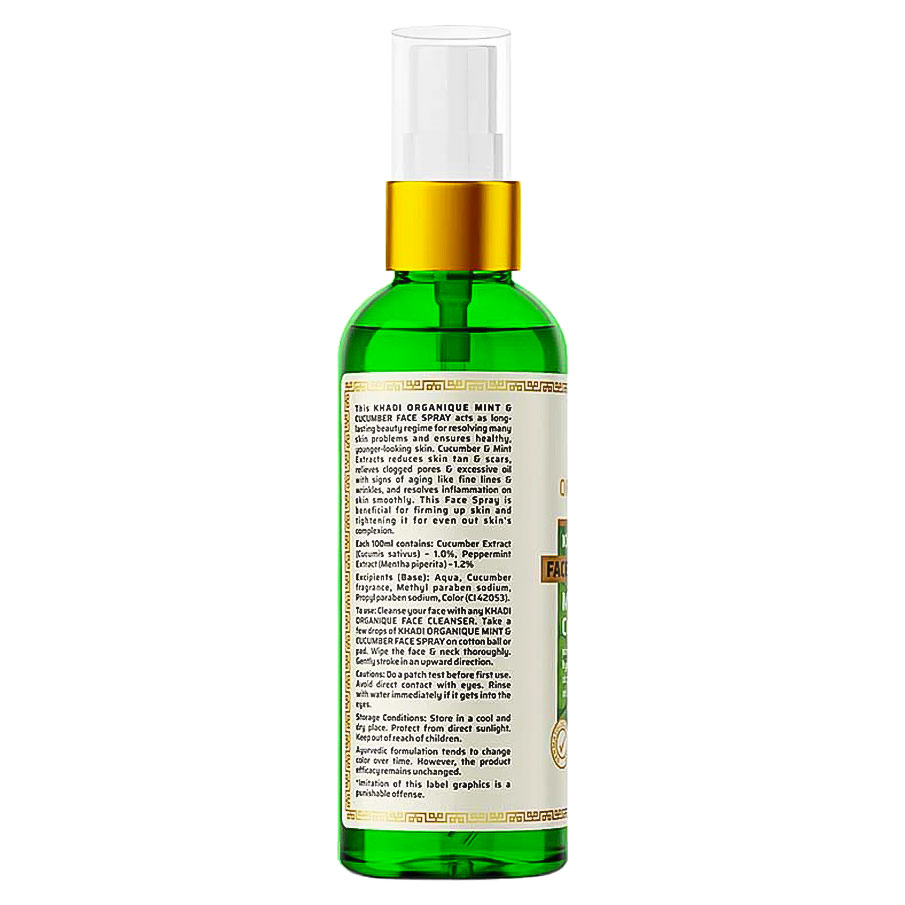 This KHADI ORGANIQUE MINT &
CUCUMBER FACE SPRAY acts as long-
lasting beauty regime for resolving many
skin problems and ensures healthy,
younger-looking skin. Cucumber & Mint
Extracts reduces skin tan & scars,
relieves clogged pores & excessive oil
with signs of aging like fine lines &
wrinkles, and resolves inflammation on
skin smoothly. This Face Spray is
beneficial for firming up skin and
tightening it for even out skin's
complexion.
Each 100ml contains: Cucumber Extract
(Cucumis sativus) - 1.0%, Peppermint
Extract (Mentha piperita) -1.2%
Excipients (Base): Aqua, Cucumber
fragrance, Methyl paraben sodium,
Propyl paraben sodium, Color (CI 42053).
To use: Cleanse your face with any KHADI
ORGANIQUE FACE CLEANSER. Take a
few drops of KHADI ORGANIQUE MINT &
CUCUMBER FACE SPRAY on cotton ball or
pad. Wipe the face & neck thoroughly.
Gently stroke in an upward direction.
Cautions: Do a patch test before first use.
Avoid direct contact with eyes. Rinse
with water immediately if it gets into the
eyes.
Storage Conditions: Store in a cool and
dry place. Protect from direct sunlight.
Keep out of reach of children.
Ayurvedic formulation tends to change
color over time. However, the product
efficacy remains unchanged.
*Imitation of this label graphics is a
punishable offense.
FACE